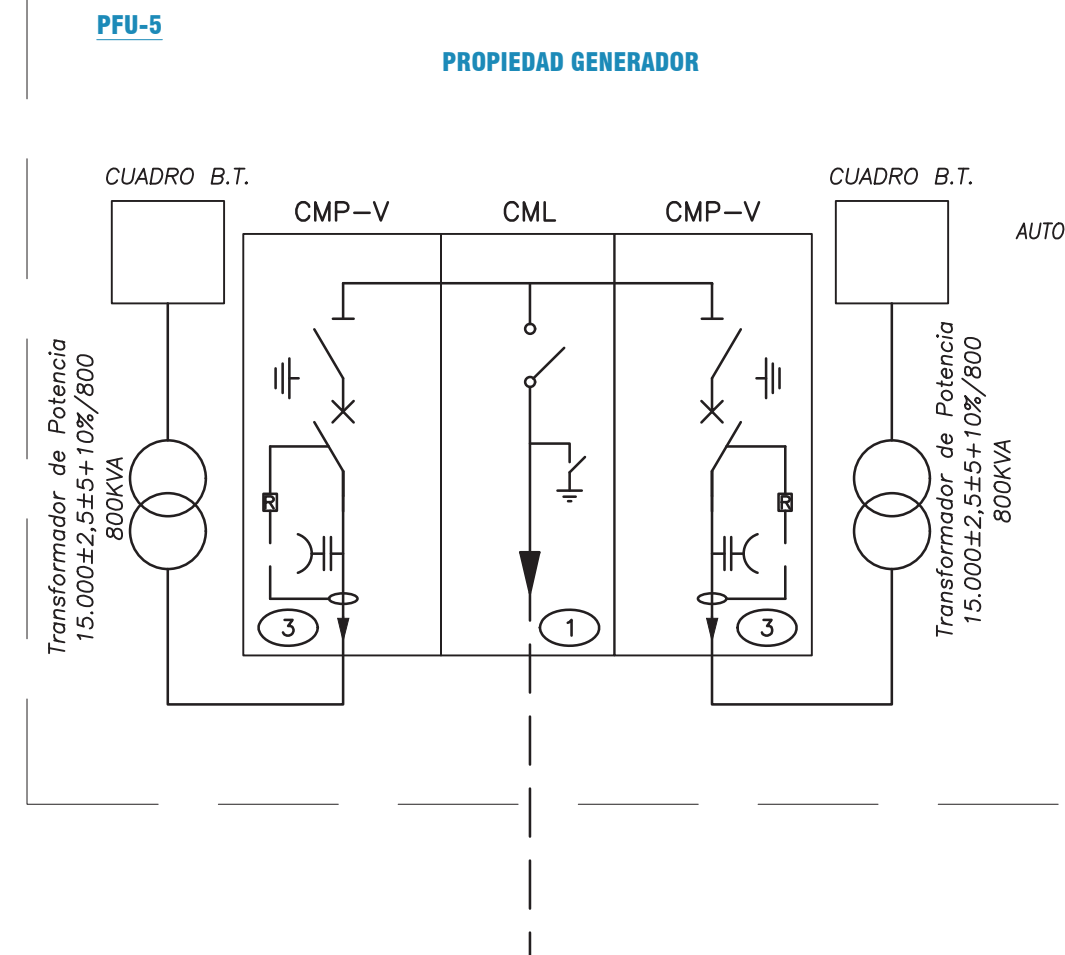 PFU-5
PROPIEDAD GENERADOR
CUADRO B.T.
CUADRO B.T.
CMP-V
CML
CMP-V
AUTO
Transformador de Potencia
15.000±2,5±5+10%/800
800KVA
R
R
Transformador de Potencia
15.000±2,5±5+10%/800
800KVA
3
1
3